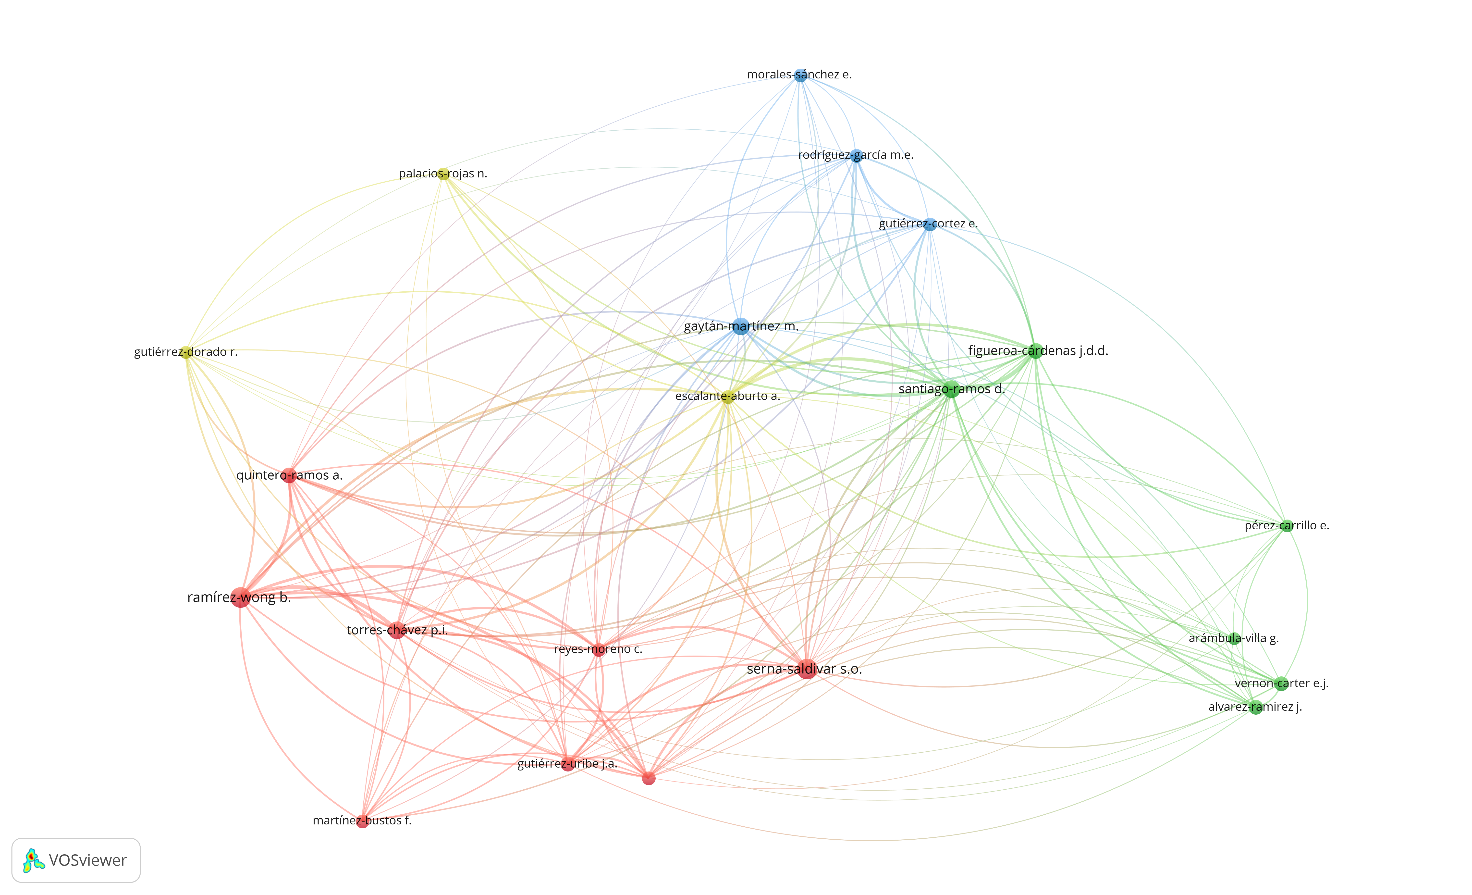 morales-sánchez e.
rodríguez-garcía m.e.
palacios-rojas n.
gutiérrez-cortez e.
gaytán-martínez m.
gutiérrez-dorado r.
figueroa-cárdenas j.d.d.
santiago-ramos d.
escalante-aburto a.
quintero-ramos a.
pérez-carrillo e.
ramírez-wong b.
torres-chávez p.i.
arámbula-villa g.
reyes-moreno c.
serna-saldivar s.o.
vernon-carter e.j.
alvarez-ramirez j.
gutiérrez-uribe j.a.
martínez-bustos f.
VOSviewer